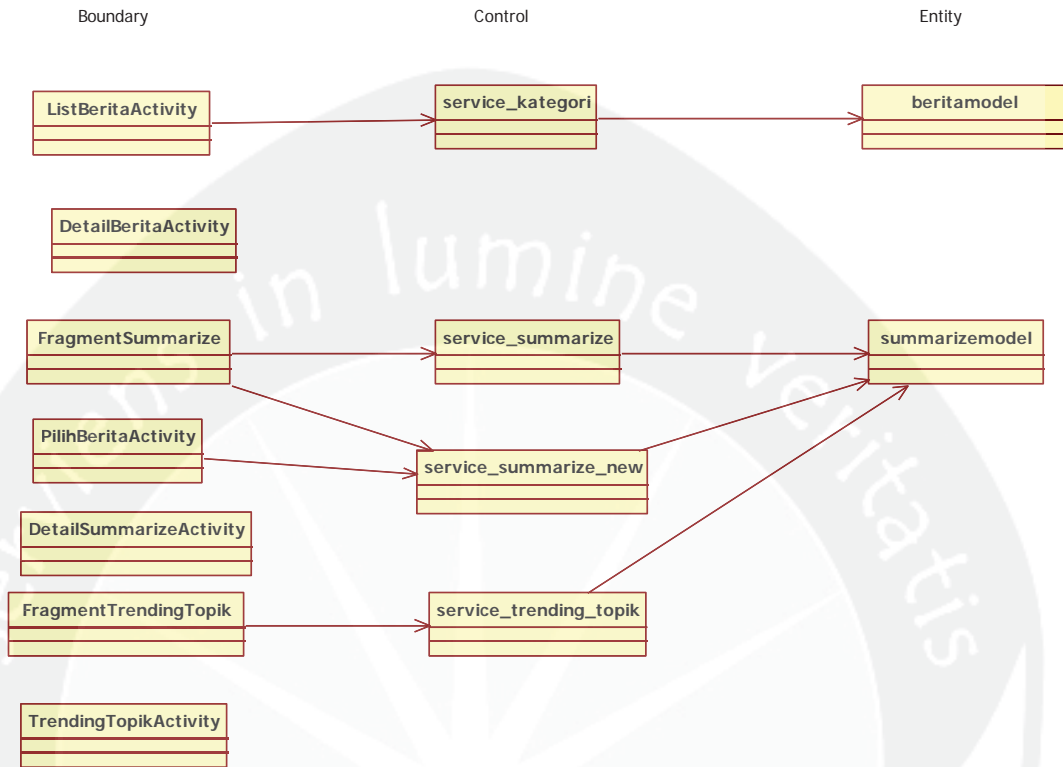 Boundary Control Entity
ListBeritaActivity service_kategori beritamodel
DetailBeritaActivity
FragmentSummarize service_summarize summarizemodel
PilihBeritaActivity
service_summarize_new
DetailSummarizeActivity
FragmentTrendingTopik service_trending_topik
TrendingTopikActivity
in lumine veritatis